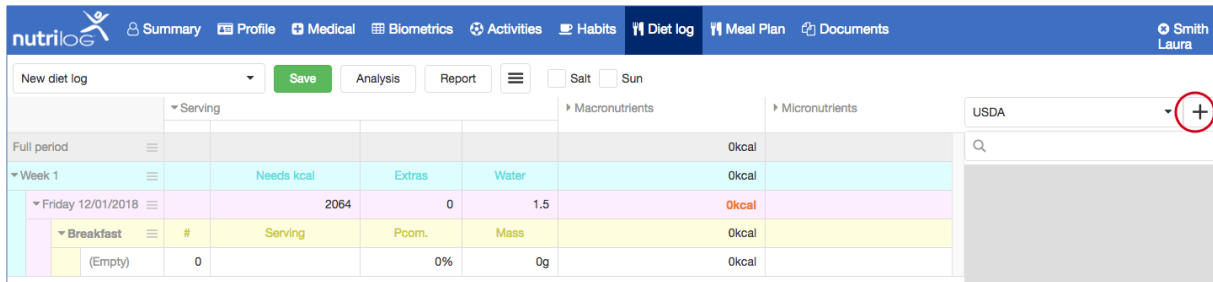 nutrilog Summary Profile Medical Biometrics Activities Habits Diet log Meal Plan Documents Smith
Laura
New diet log Save Analysis Report Salt Sun
Serving Macronutrients Micronutrients USDA
Full period 0kcal
Week 1 Needs kcal Extras Water 0kcal
Friday 12/01/2018 2064 0 1.5 0kcal
Breakfast # Serving Pcom. Mass 0kcal
(Empty) 0 0% 0g 0kcal